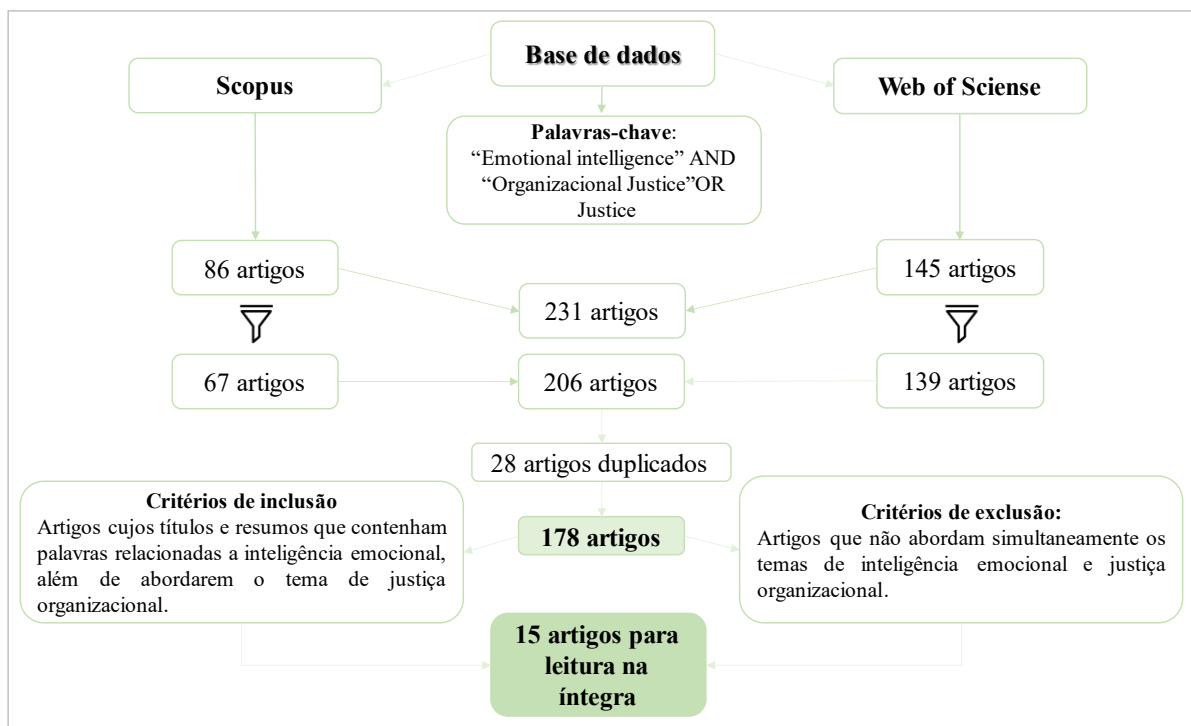 Base de dados
Scopus
Web of Sciense
Palavras-chave:
“Emotional intelligence” AND
“Organizacional Justice”OR
Justice
86 artigos
145 artigos
231 artigos
67 artigos
206 artigos
139 artigos
28 artigos duplicados
Critérios de inclusão
Artigos cujos títulos e resumos que contenham
palavras relacionadas a inteligência emocional,
além de abordarem o tema de justiça
organizacional.
178 artigos
Critérios de exclusão:
Artigos que não abordam simultaneamente os
temas de inteligência emocional e justiça
organizacional.
15 artigos para
leitura na
íntegra